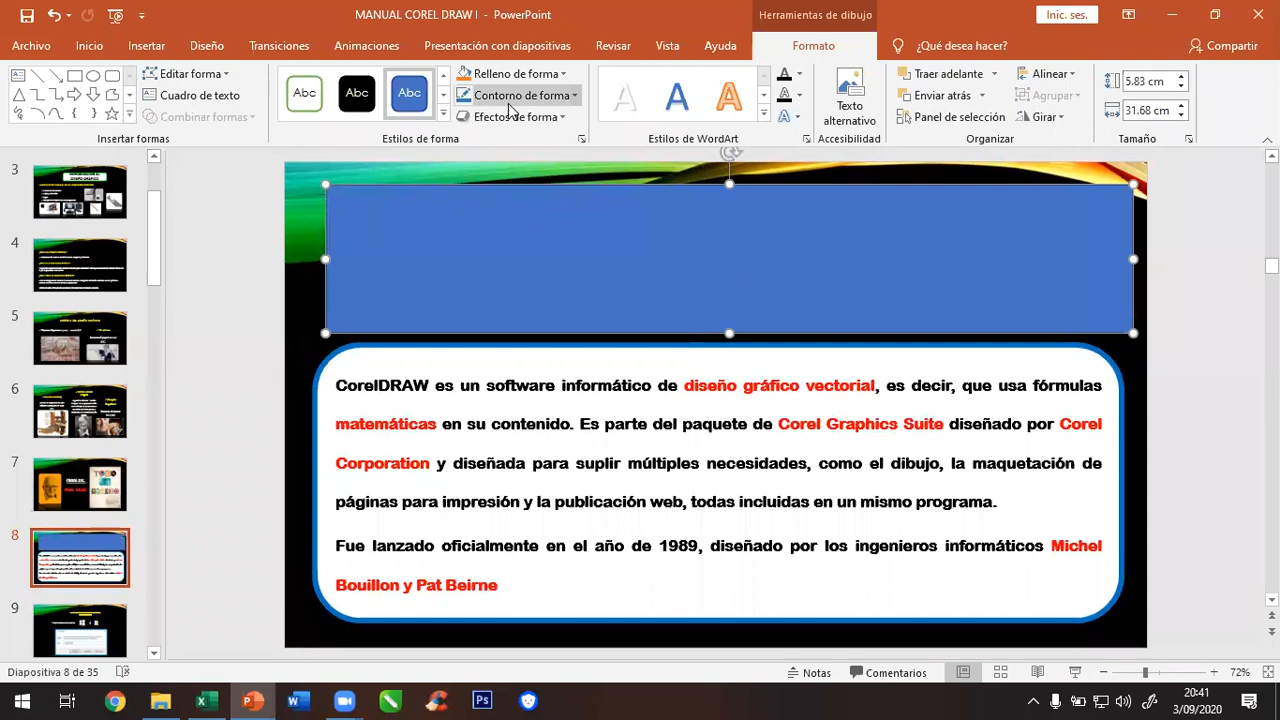 MANUAL COREL DRAW I - PowerPoint
Herramientas de dibujo
Inic. ses.
Archivo Inicio Insertar Diseño Transiciones Animaciones Presentación con diapositivas Revisar Vista Ayuda Formato ¿Qué desea hacer? Compartir
Editar forma
Cuadro de texto
Combinar formas
Insertar formas
Abc Abc Abc
Relleno de forma
Contorno de forma
Efectos de forma
Estilos de forma
A A A
Estilos de WordArt
Texto
alternativo
Accesibilidad
Traer adelante
Enviar atrás
Panel de selección
Alinear
Agrupar
Girar
Organizar
5.83 cm
31.68 cm
Tamaño
3
4
5
6
7
8
9
CorelDRAW es un software informático de diseño gráfico vectorial, es decir, que usa fórmulas
matemáticas en su contenido. Es parte del paquete de Corel Graphics Suite diseñado por Corel
Corporation y diseñada para suplir múltiples necesidades, como el dibujo, la maquetación de
páginas para impresión y la publicación web, todas incluidas en un mismo programa.
Fue lanzado oficialmente en el año de 1989, diseñado por los ingenieros informáticos Michel
Bouillon y Pat Beirne
Diapositiva 8 de 35
Notas
Comentarios
72%
20:41
3/09/2020